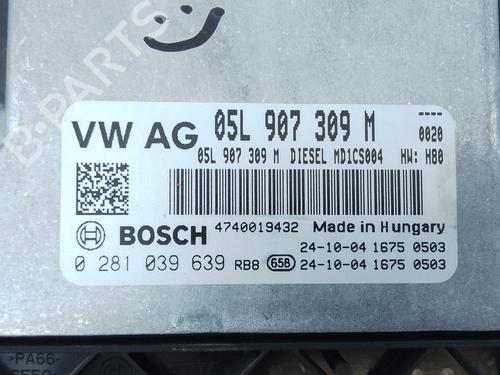 B-PARTS
VW AG 05L 907 309 M
0020
05L 907 309 M DIESEL MD1CS004 HW: H80
BOSCH 4740019432 Made in Hungary
24-10-04 1675 0503
0 281 039 639 RB8 658 24-10-04 1675 0503
>PA66-